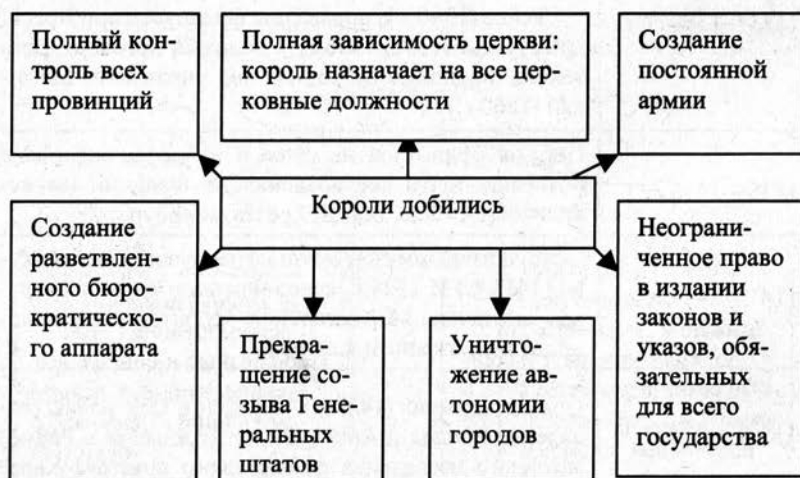 Полный кон-
троль всех
провинций
Полная зависимость церкви:
король назначает на все цер-
ковные должности
Создание
постоянной
армии
Короли добились
Создание
разветвлен-
ного бюро-
кратическо-
го аппарата
Прекра-
щение со-
зыва Гене-
ральных
штатов
Уничто-
жение ав-
тономии
городов
Неограни-
ченное право
в издании
законов и
указов, обя-
зательных
для всего
государства